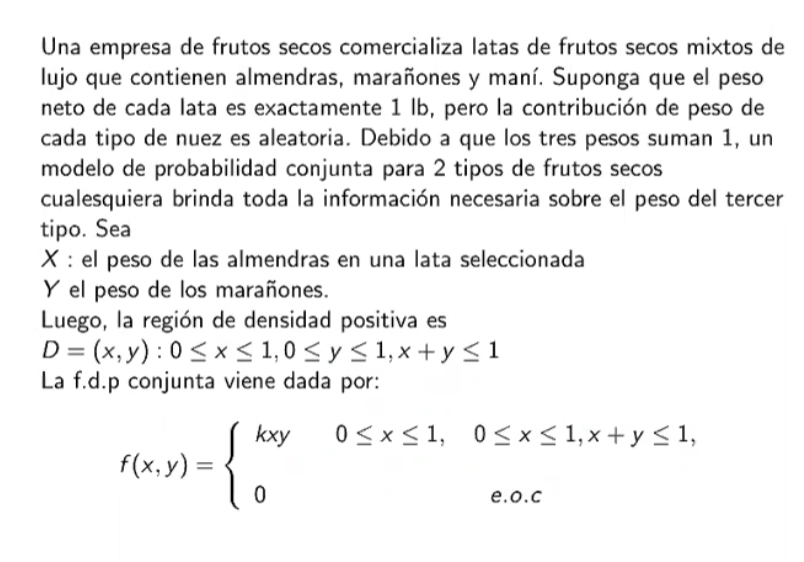 Una empresa de frutos secos comercializa latas de frutos secos mixtos de
lujo que contienen almendras, marañones y maní. Suponga que el peso
neto de cada lata es exactamente 1 lb, pero la contribución de peso de
cada tipo de nuez es aleatoria. Debido a que los tres pesos suman 1, un
modelo de probabilidad conjunta para 2 tipos de frutos secos
cualesquiera brinda toda la información necesaria sobre el peso del tercer
tipo. Sea
X : el peso de las almendras en una lata seleccionada
Y el peso de los marañones.
Luego, la región de densidad positiva es
D = (x, y) : 0 ≤ x ≤ 1, 0 ≤ y ≤ 1, x + y ≤ 1
La f.d.p conjunta viene dada por:
f(x, y) = { kxy 0 ≤ x ≤ 1, 0 ≤ x ≤ 1, x + y ≤ 1,
0 e.o.c